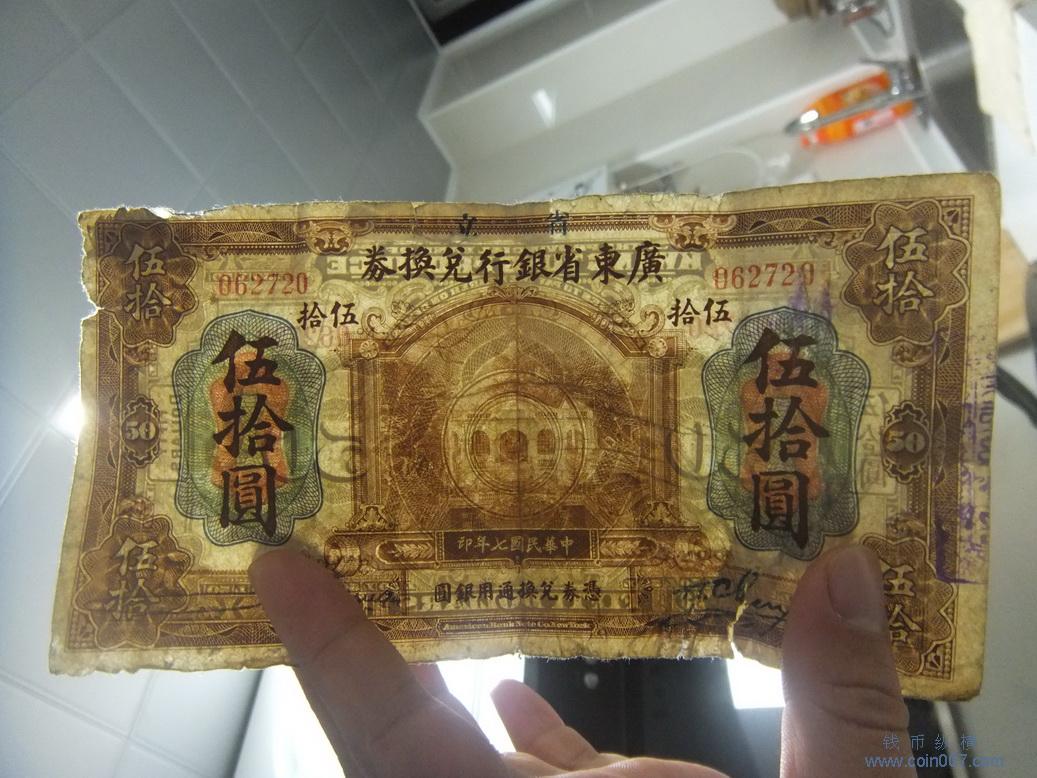 省立
廣東省銀行兌換券
062720
062720
伍拾
伍拾
伍拾
伍拾
伍拾圓
伍拾圓
50
50
中華民國七年印
憑券兌換通用銀圓
伍拾
伍拾
American Bank Note Co. New York.
钱币纵横
www.coin007.com